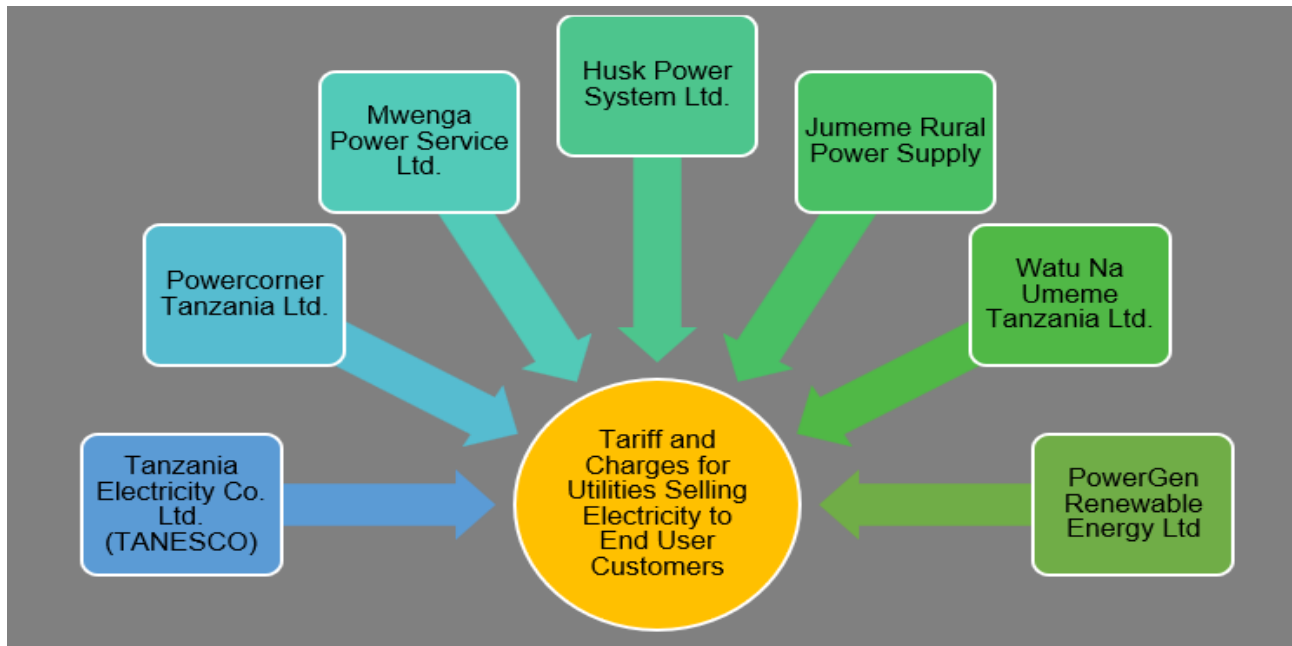 Husk Power
System Ltd.
Mwenga
Power Service
Ltd.
Jumeme Rural
Power Supply
Powercorner
Tanzania Ltd.
Watu Na
Umeme
Tanzania Ltd.
Tanzania
Electricity Co.
Ltd.
(TANESCO)
Tariff and
Charges for
Utilities Selling
Electricity to
End User
Customers
PowerGen
Renewable
Energy Ltd